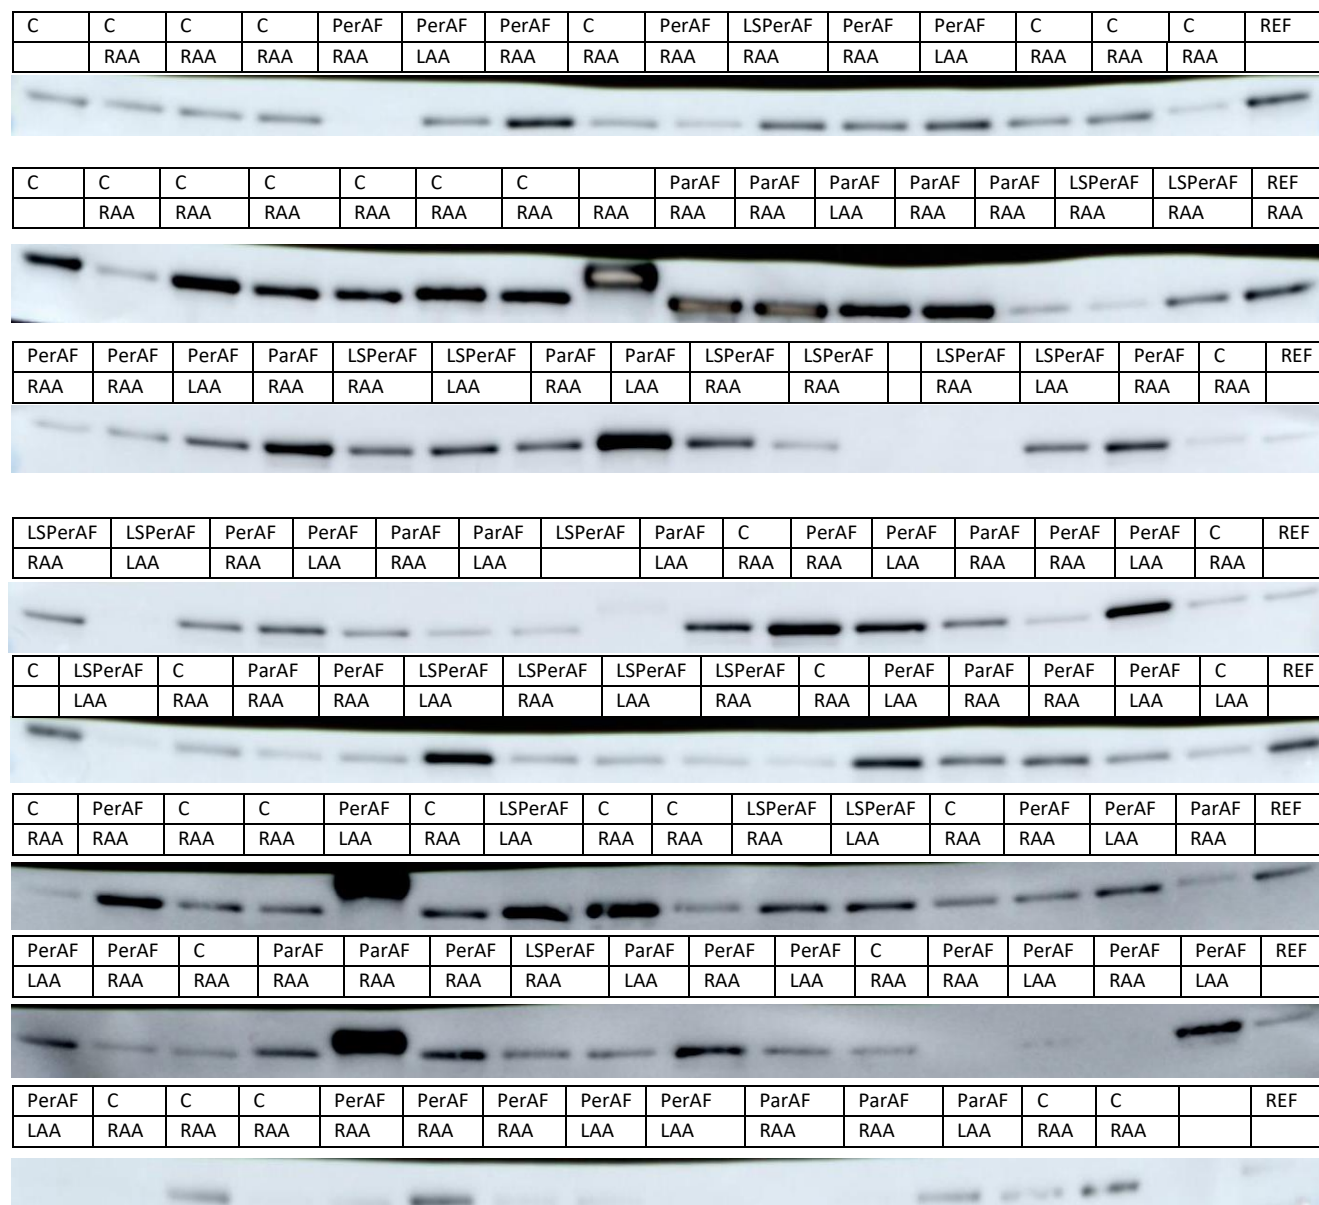 C C C C PerAF PerAF PerAF C PerAF LSPerAF PerAF PerAF C C C REF
RAA RAA RAA RAA LAA RAA RAA RAA RAA RAA LAA RAA RAA RAA
C C C C C C C ParAF ParAF ParAF ParAF ParAF LSPerAF LSPerAF REF
RAA RAA RAA RAA RAA RAA RAA RAA RAA LAA RAA RAA RAA RAA RAA
PerAF PerAF PerAF ParAF LSPerAF LSPerAF ParAF ParAF LSPerAF LSPerAF LSPerAF LSPerAF PerAF C REF
RAA RAA LAA RAA RAA LAA RAA LAA RAA RAA RAA LAA RAA RAA
LSPerAF LSPerAF PerAF PerAF ParAF ParAF LSPerAF ParAF C PerAF PerAF ParAF PerAF PerAF C REF
RAA LAA RAA LAA RAA LAA LAA RAA RAA LAA RAA RAA LAA RAA
C LSPerAF C ParAF PerAF LSPerAF LSPerAF LSPerAF LSPerAF C PerAF ParAF PerAF PerAF C REF
LAA RAA RAA RAA LAA RAA LAA RAA RAA LAA RAA RAA LAA LAA
C PerAF C C PerAF C LSPerAF C C LSPerAF LSPerAF C PerAF PerAF ParAF REF
RAA RAA RAA RAA LAA RAA LAA RAA RAA RAA LAA RAA RAA LAA RAA
PerAF PerAF C ParAF ParAF PerAF LSPerAF ParAF PerAF PerAF C PerAF PerAF PerAF PerAF REF
LAA RAA RAA RAA RAA RAA RAA LAA RAA LAA RAA RAA LAA RAA LAA
PerAF C C C PerAF PerAF PerAF PerAF PerAF ParAF ParAF ParAF C C REF
LAA RAA RAA RAA RAA RAA RAA LAA LAA RAA RAA LAA RAA RAA